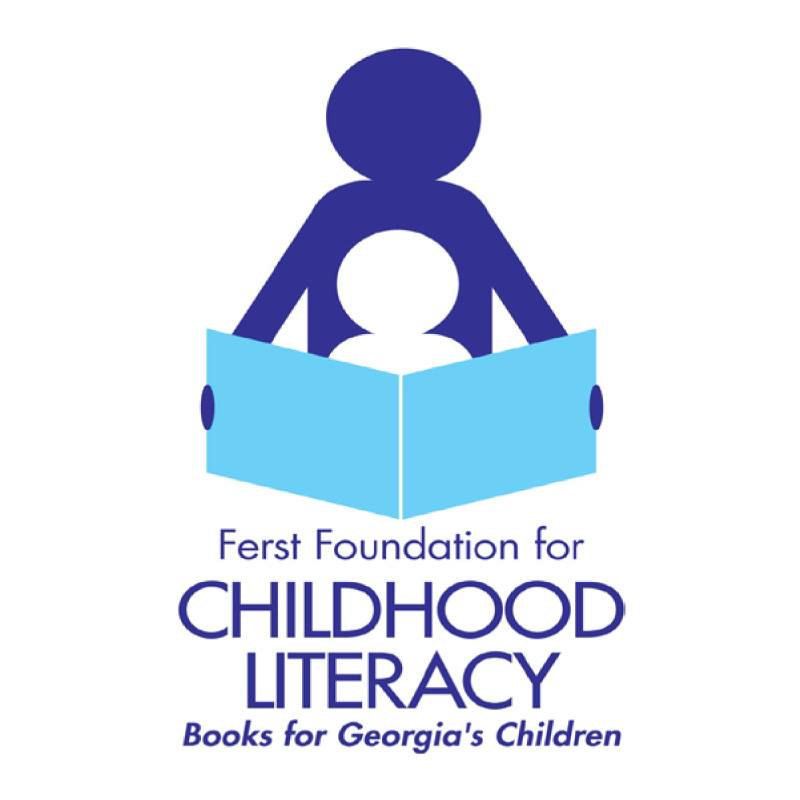 Ferst Foundation for
CHILDHOOD
LITERACY
Books for Georgia's Children